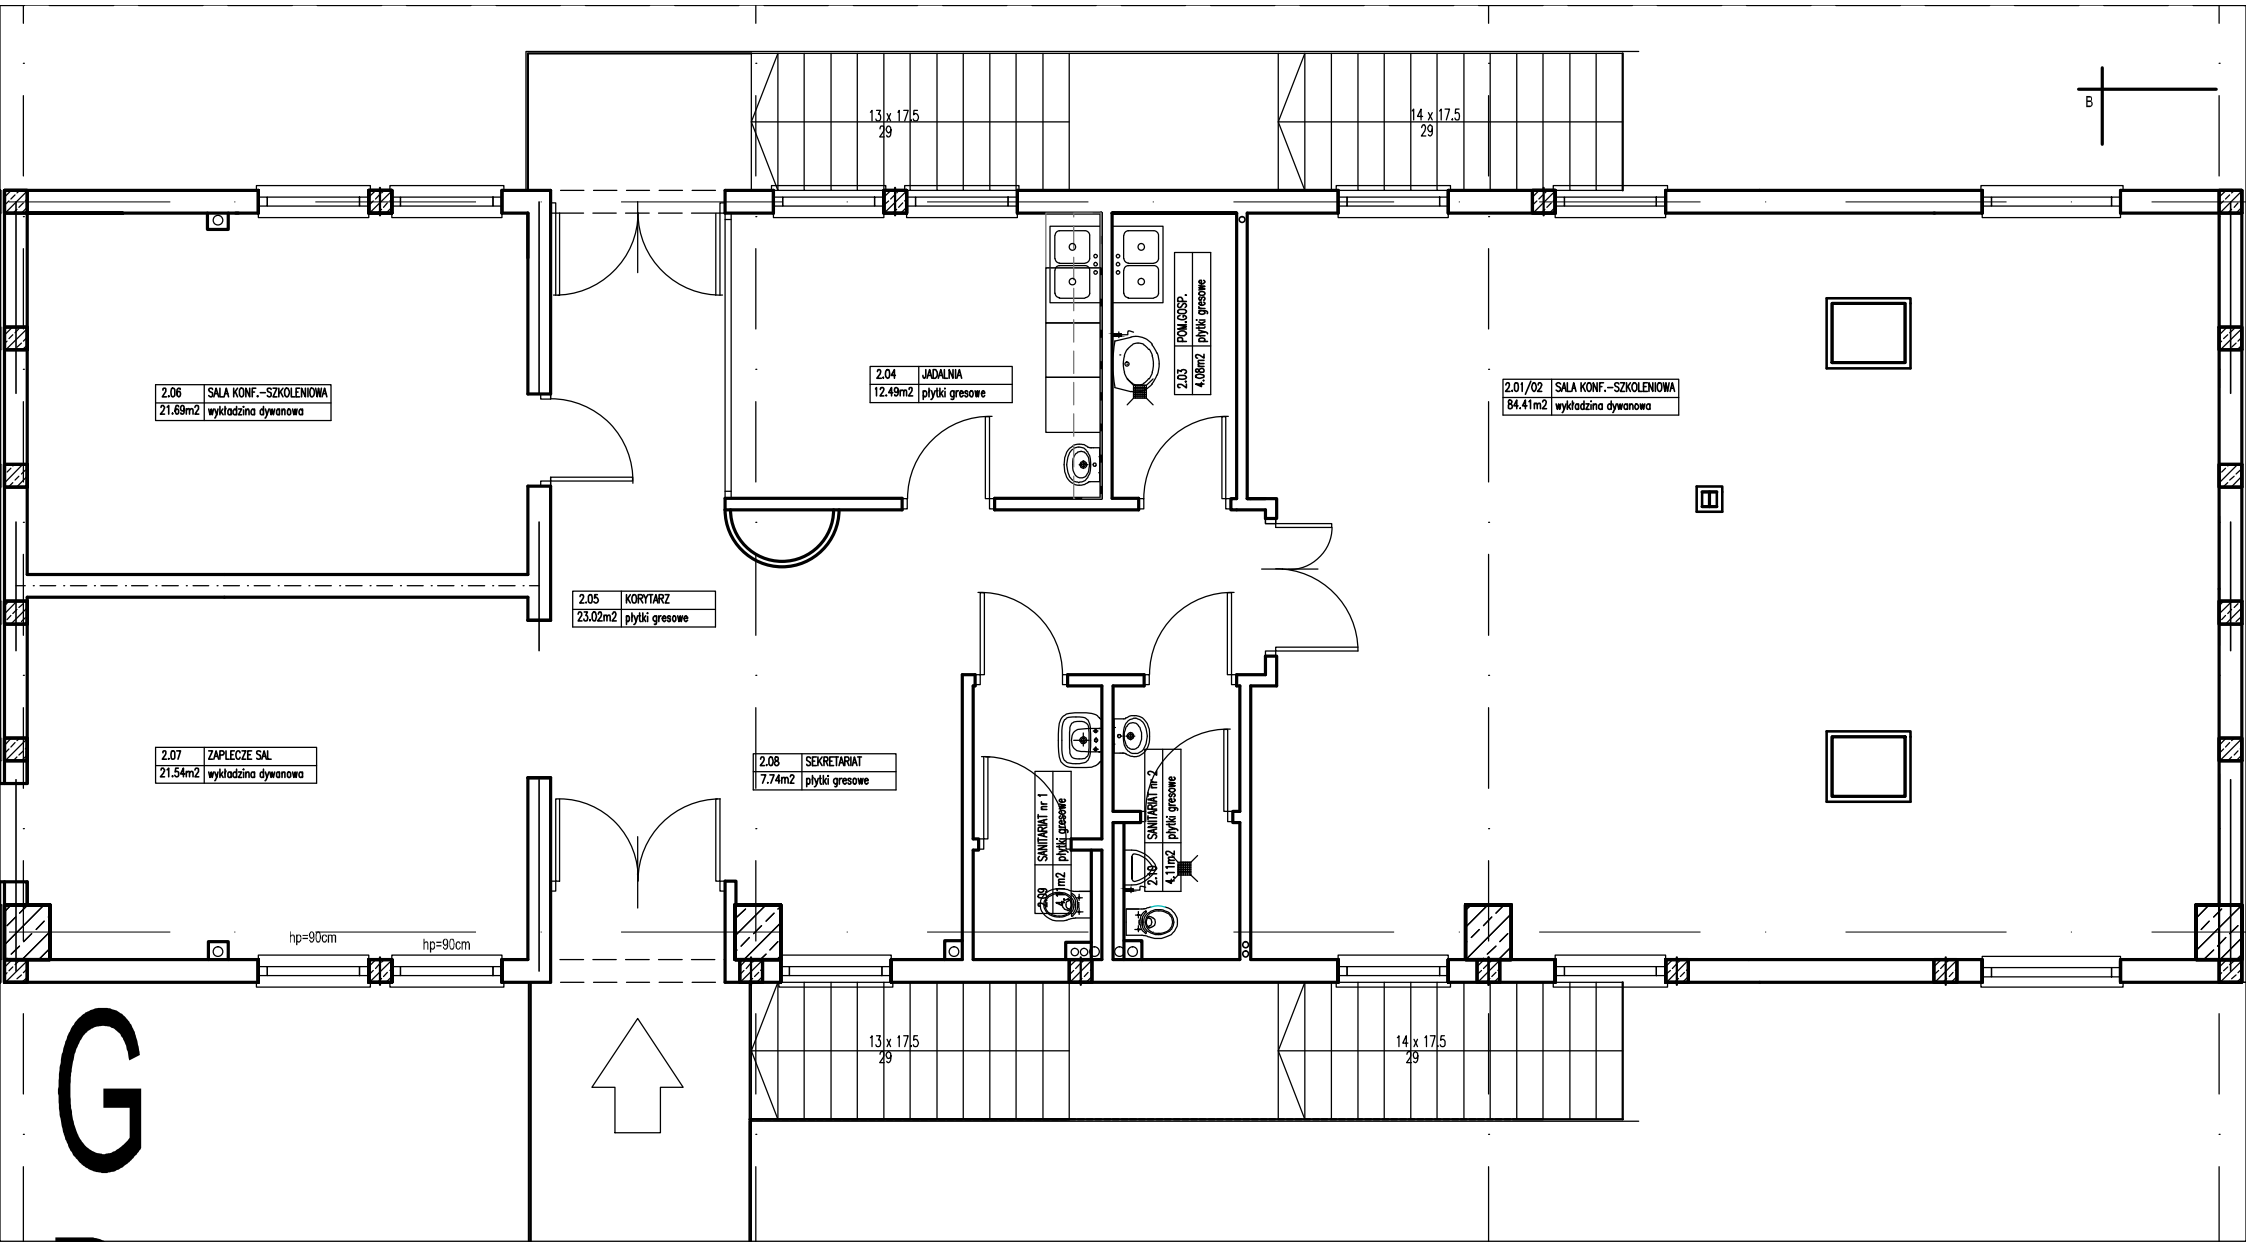 13 x 17.5
29
14 x 17.5
29
B
2.06 SALA KONF.-SZKOLENIOWA
21.69m2 wykładzina dywanowa
2.04 JADALNIA
12.49m2 płytki gresowe
2.03 POM.GOSP.
4.08m2 płytki gresowe
2.01/02 SALA KONF.-SZKOLENIOWA
84.41m2 wykładzina dywanowa
2.05 KORYTARZ
23.02m2 płytki gresowe
2.07 ZAPLECZE SAL
21.54m2 wykładzina dywanowa
2.08 SEKRETARIAT
7.74m2 płytki gresowe
2.09 SANITARIAT nr 1
4.11m2 płytki gresowe
2.10 SANITARIAT nr 2
4.11m2 płytki gresowe
hp=90cm
hp=90cm
13 x 17.5
29
14 x 17.5
29
G